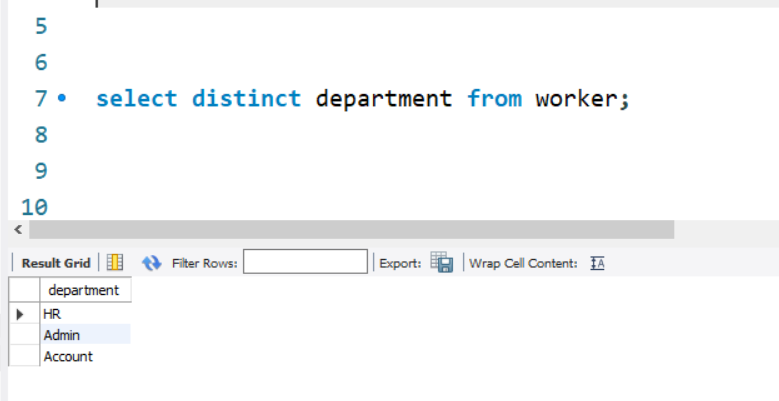 5
6
7 select distinct department from worker;
8
9
10
Result Grid Filter Rows: Export: Wrap Cell Content: IA
department
HR
Admin
Account